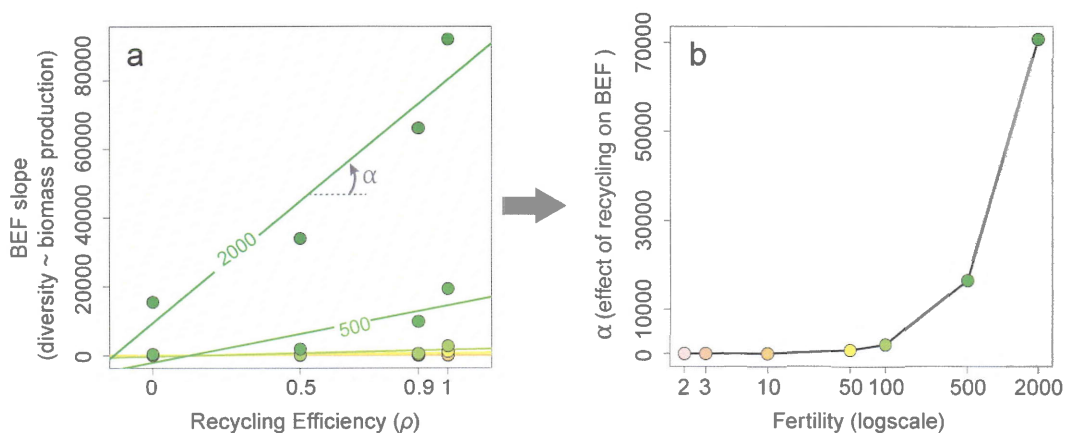 a
BEF slope
(diversity ~ biomass production)
80000
60000
40000
20000
0
2000
α
500
0
0.5
0.9
1
Recycling Efficiency (ρ)
b
α (effect of recycling on BEF )
70000
50000
30000
10000
0
2
3
10
50
100
500
2000
Fertility (logscale)